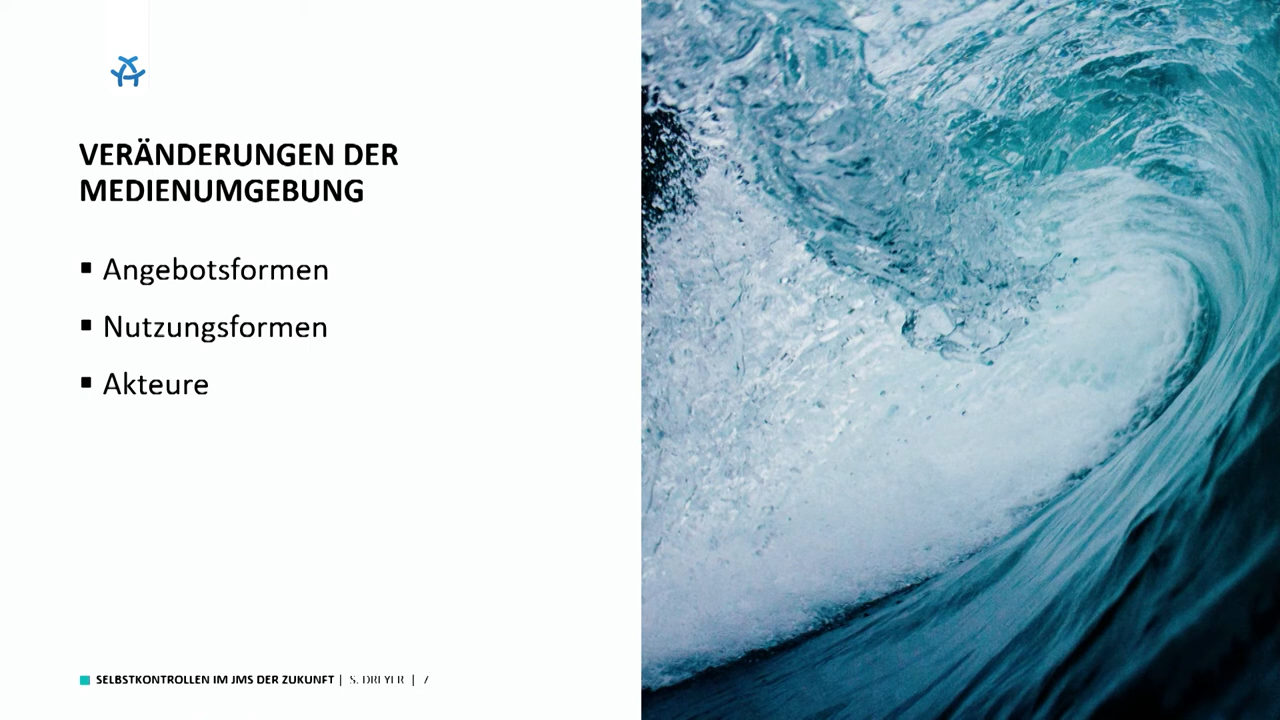 VERÄNDERUNGEN DER
MEDIENUMGEBUNG
▪ Angebotsformen
▪ Nutzungsformen
▪ Akteure
SELBSTKONTROLLEN IM JMS DER ZUKUNFT | S. DREYER | 7